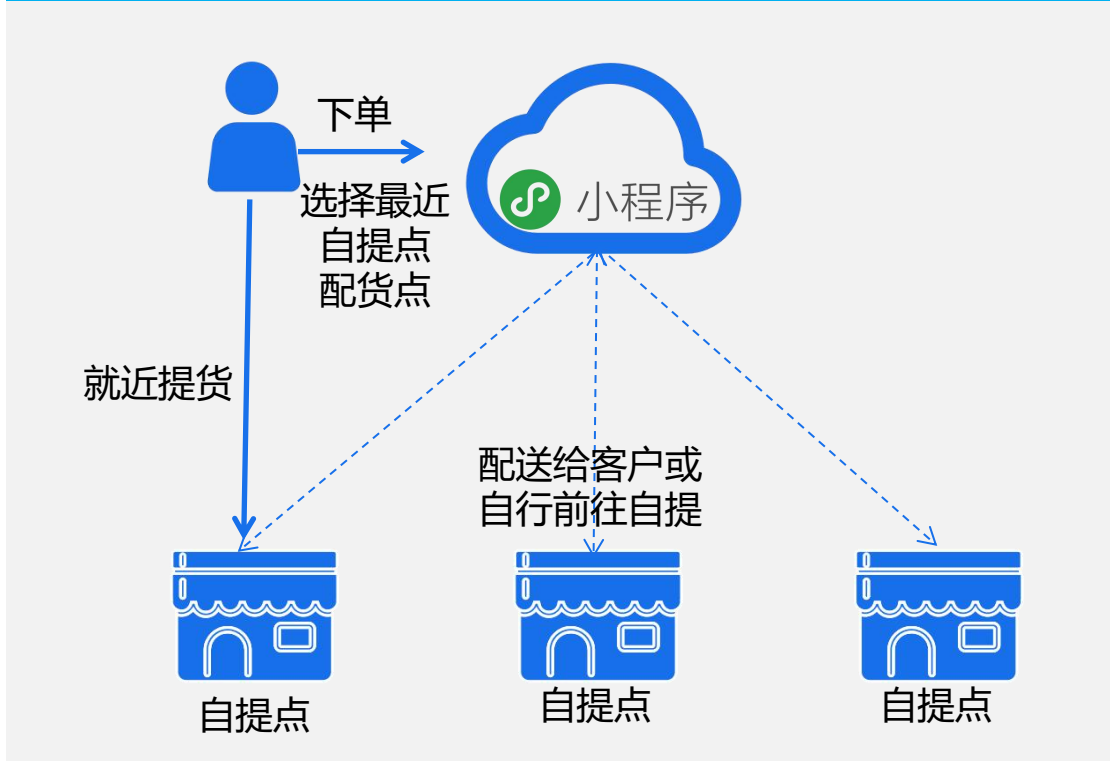 下单
小程序
选择最近
自提点
配货点
就近提货
配送给客户或
自行前往自提
自提点
自提点
自提点